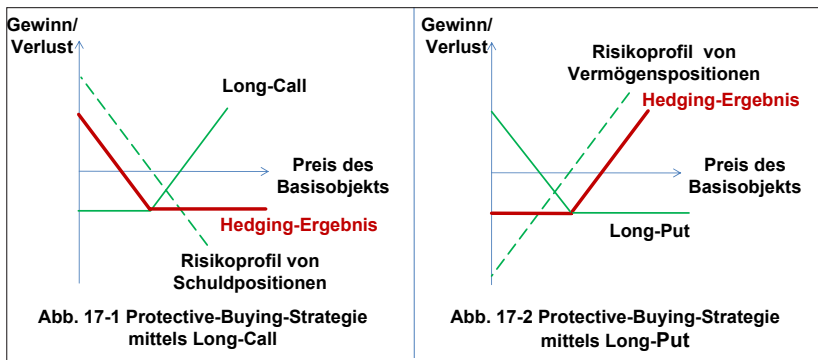 Gewinn/
Verlust
Long-Call
Preis des
Basisobjekts
Hedging-Ergebnis
Risikoprofil von
Schuldpositionen
Abb. 17-1 Protective-Buying-Strategie
mittels Long-Call
Gewinn/
Verlust
Risikoprofil von
Vermögenspositionen
Hedging-Ergebnis
Preis des
Basisobjekts
Long-Put
Abb. 17-2 Protective-Buying-Strategie
mittels Long-Put